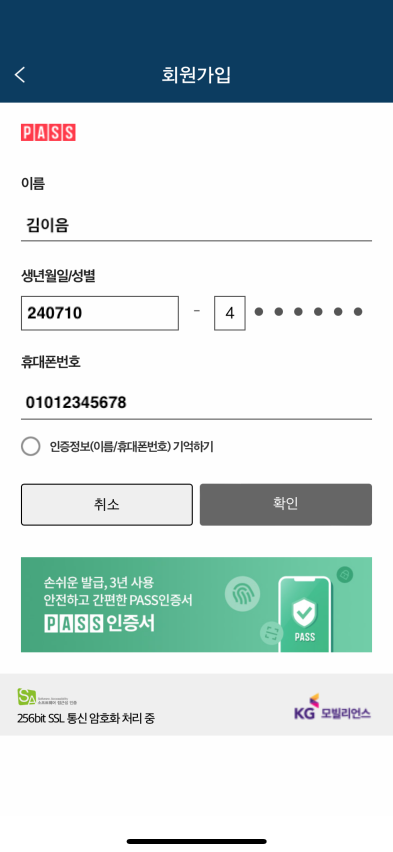 회원가입
PASS
이름
김이음
생년월일/성별
240710 - 4 ● ● ● ● ● ●
휴대폰번호
01012345678
인증정보(이름/휴대폰번호) 기억하기
취소 확인
손쉬운 발급, 3년 사용
안전하고 간편한 PASS인증서
PASS 인증서
PASS
SA
256bit SSL 통신 암호화 처리 중
KG 모빌리언스